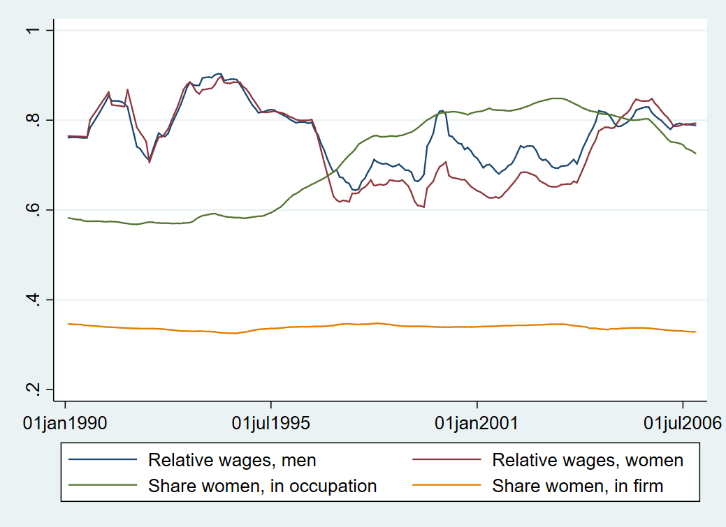 1
.8
.6
.4
.2
01jan1990 01jul1995 01jan2001 01jul2006
Relative wages, men Relative wages, women
Share women, in occupation Share women, in firm